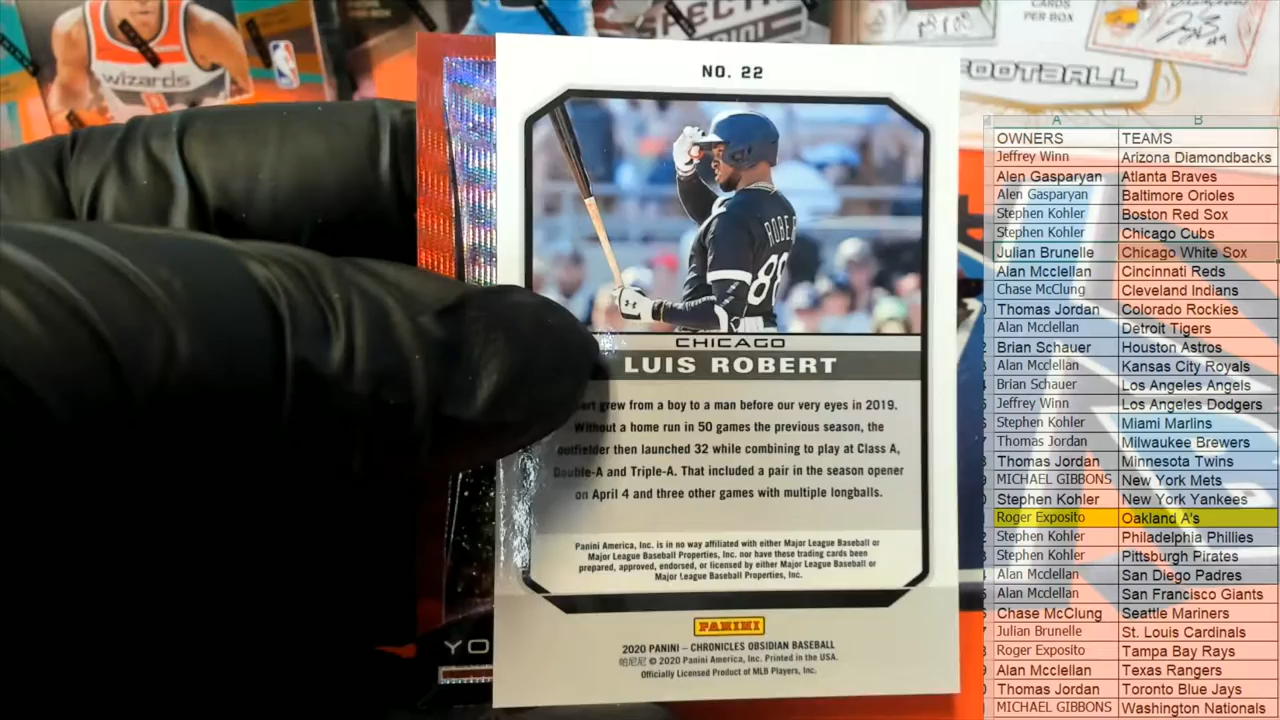 wizards
CARDS
PER BOX
FOOTBALL
NO. 22
ROBE
88
CHICAGO
LUIS ROBERT
grew from a boy to a man before our very eyes in 2019.
Without a home run in 50 games the previous season, the
outfielder then launched 32 while combining to play at Class A,
Double-A and Triple-A. That included a pair in the season opener
on April 4 and three other games with multiple longballs.
Panini America, Inc. is in no way affiliated with either Major League Baseball or
Major League Baseball Properties, Inc. nor have these trading cards been
prepared, approved, endorsed, or licensed by either Major League Baseball or
Major League Baseball Properties, Inc.
PANINI
2020 PANINI – CHRONICLES OBSIDIAN BASEBALL
帕尼尼 © 2020 Panini America, Inc. Printed in the USA.
Officially Licensed Product of MLB Players, Inc.
YO
A B
OWNERS TEAMS
Jeffrey Winn Arizona Diamondbacks
Alen Gasparyan Atlanta Braves
Alen Gasparyan Baltimore Orioles
Stephen Kohler Boston Red Sox
Stephen Kohler Chicago Cubs
Julian Brunelle Chicago White Sox
Alan Mcclellan Cincinnati Reds
Chase McClung Cleveland Indians
Thomas Jordan Colorado Rockies
Alan Mcclellan Detroit Tigers
Brian Schauer Houston Astros
Alan Mcclellan Kansas City Royals
Brian Schauer Los Angeles Angels
Jeffrey Winn Los Angeles Dodgers
Stephen Kohler Miami Marlins
Thomas Jordan Milwaukee Brewers
Thomas Jordan Minnesota Twins
MICHAEL GIBBONS New York Mets
Stephen Kohler New York Yankees
Roger Exposito Oakland A's
Stephen Kohler Philadelphia Phillies
Stephen Kohler Pittsburgh Pirates
Alan Mcclellan San Diego Padres
Alan Mcclellan San Francisco Giants
Chase McClung Seattle Mariners
Julian Brunelle St. Louis Cardinals
Roger Exposito Tampa Bay Rays
Alan Mcclellan Texas Rangers
Thomas Jordan Toronto Blue Jays
MICHAEL GIBBONS Washington Nationals